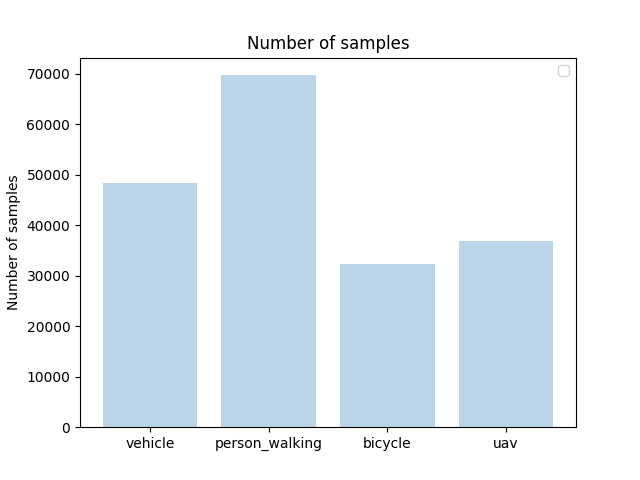 Number of samples
Number of samples
70000
60000
50000
40000
30000
20000
10000
0
vehicle
person_walking
bicycle
uav